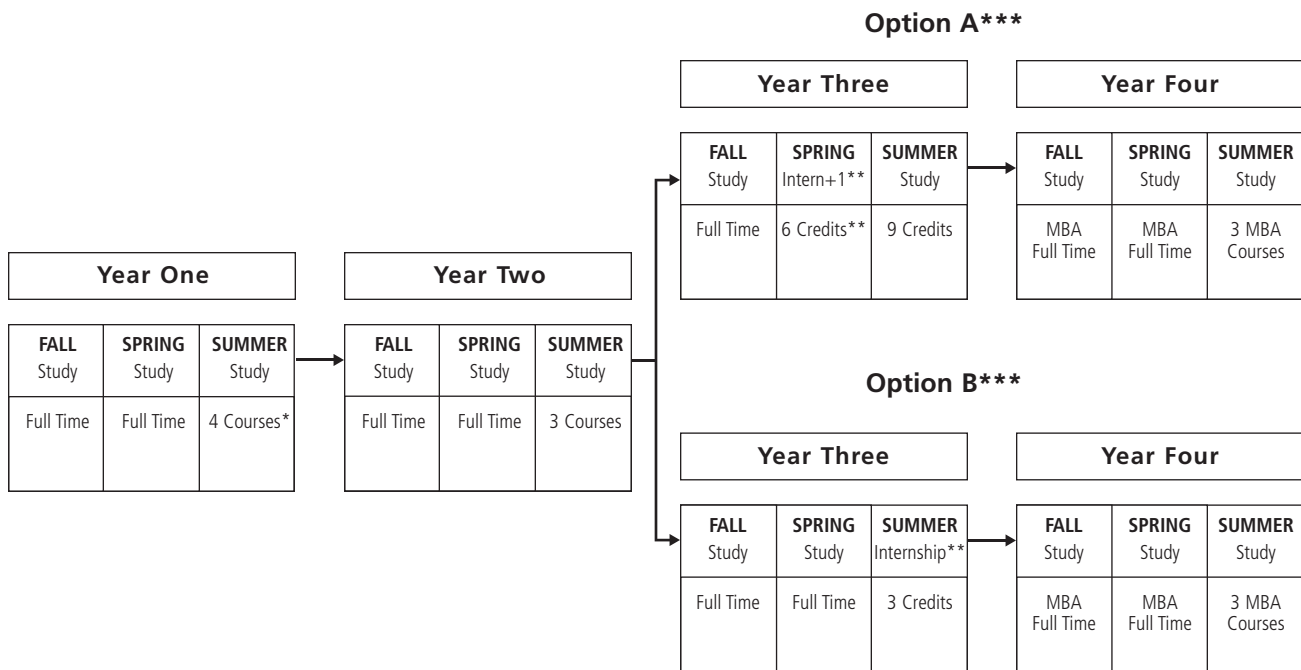 Option A***
Year Three
FALL SPRING SUMMER
Study Intern+1** Study
Full Time 6 Credits** 9 Credits
Year Four
FALL SPRING SUMMER
Study Study Study
MBA MBA 3 MBA
Full Time Full Time Courses
Year One
FALL SPRING SUMMER
Study Study Study
Full Time Full Time 4 Courses*
Year Two
FALL SPRING SUMMER
Study Study Study
Full Time Full Time 3 Courses
Option B***
Year Three
FALL SPRING SUMMER
Study Study Internship**
Full Time Full Time 3 Credits
Year Four
FALL SPRING SUMMER
Study Study Study
MBA MBA 3 MBA
Full Time Full Time Courses